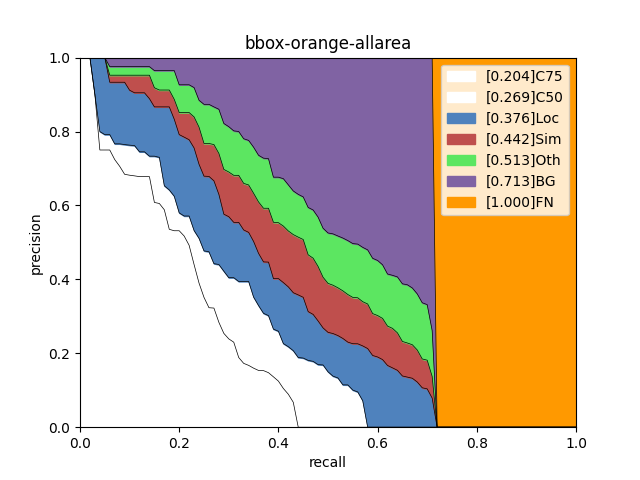 bbox-orange-allarea
1.0
0.8
0.6
0.4
0.2
0.0
precision
[0.204]C75
[0.269]C50
[0.376]Loc
[0.442]Sim
[0.513]Oth
[0.713]BG
[1.000]FN
0.0 0.2 0.4 0.6 0.8 1.0
recall